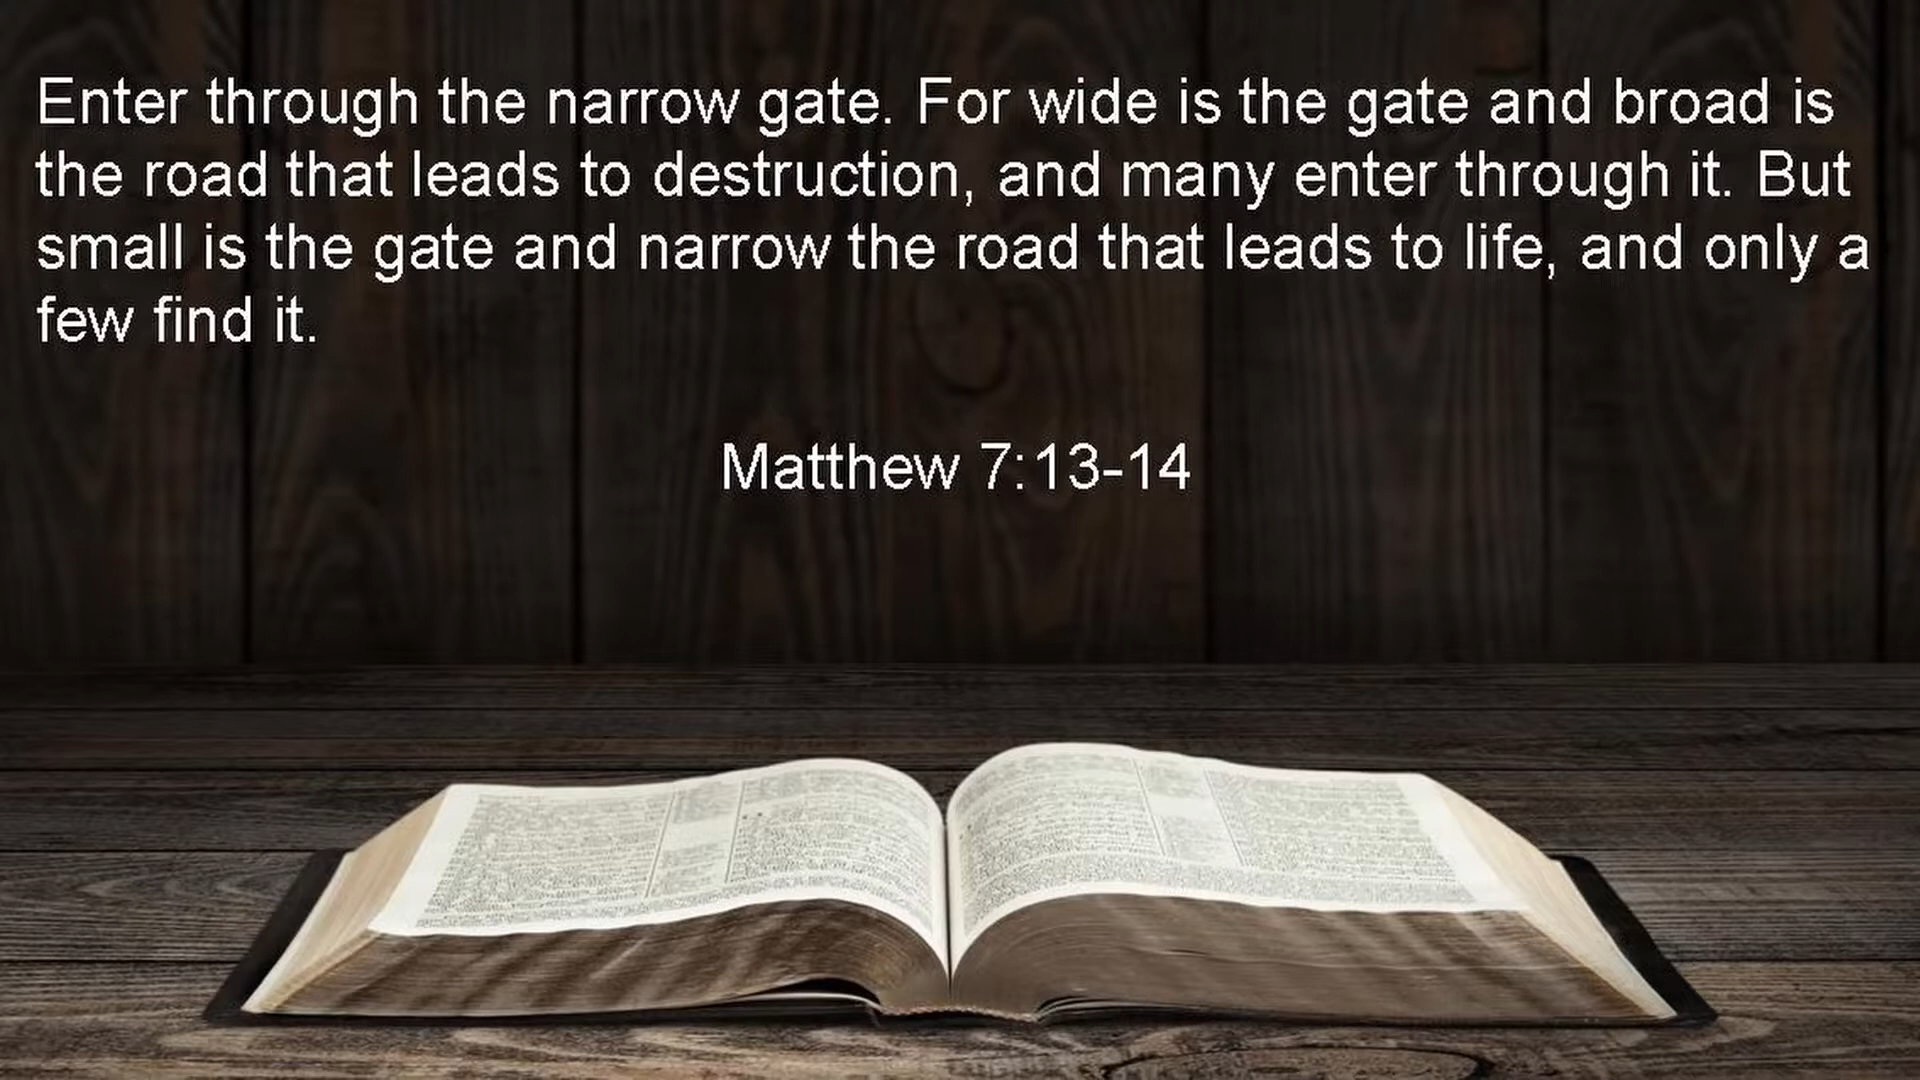 Enter through the narrow gate. For wide is the gate and broad is
the road that leads to destruction, and many enter through it. But
small is the gate and narrow the road that leads to life, and only a
few find it.
Matthew 7:13-14